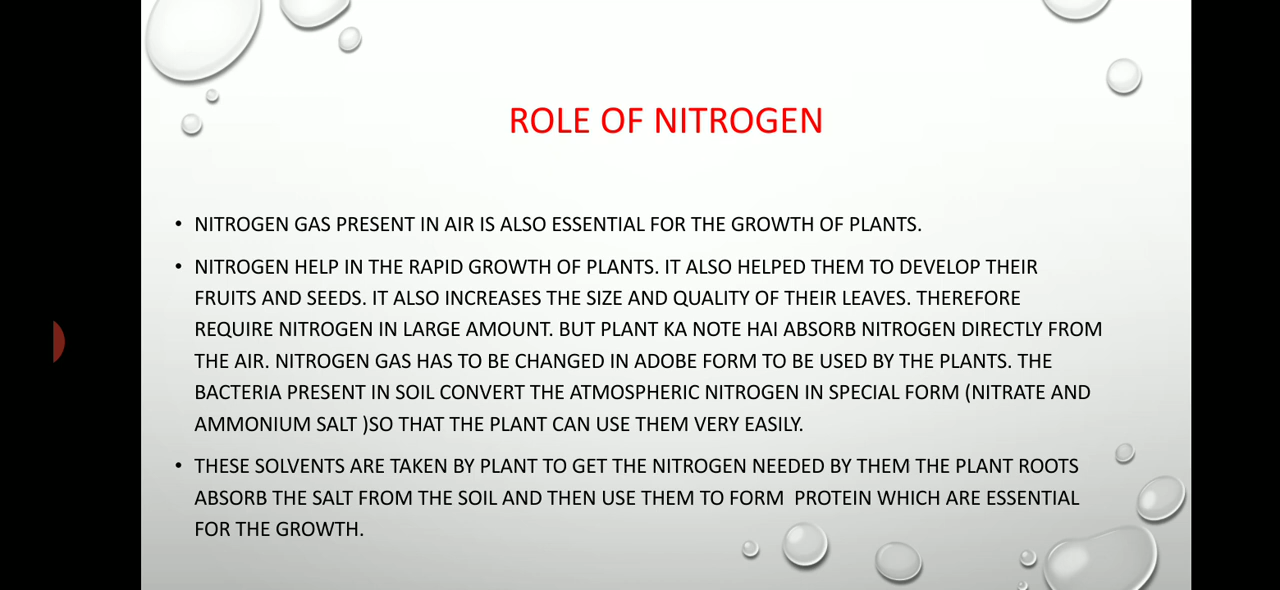 ROLE OF NITROGEN
• NITROGEN GAS PRESENT IN AIR IS ALSO ESSENTIAL FOR THE GROWTH OF PLANTS.
• NITROGEN HELP IN THE RAPID GROWTH OF PLANTS. IT ALSO HELPED THEM TO DEVELOP THEIR
FRUITS AND SEEDS. IT ALSO INCREASES THE SIZE AND QUALITY OF THEIR LEAVES. THEREFORE
REQUIRE NITROGEN IN LARGE AMOUNT. BUT PLANT KA NOTE HAI ABSORB NITROGEN DIRECTLY FROM
THE AIR. NITROGEN GAS HAS TO BE CHANGED IN ADOBE FORM TO BE USED BY THE PLANTS. THE
BACTERIA PRESENT IN SOIL CONVERT THE ATMOSPHERIC NITROGEN IN SPECIAL FORM (NITRATE AND
AMMONIUM SALT )SO THAT THE PLANT CAN USE THEM VERY EASILY.
• THESE SOLVENTS ARE TAKEN BY PLANT TO GET THE NITROGEN NEEDED BY THEM THE PLANT ROOTS
ABSORB THE SALT FROM THE SOIL AND THEN USE THEM TO FORM  PROTEIN WHICH ARE ESSENTIAL
FOR THE GROWTH.